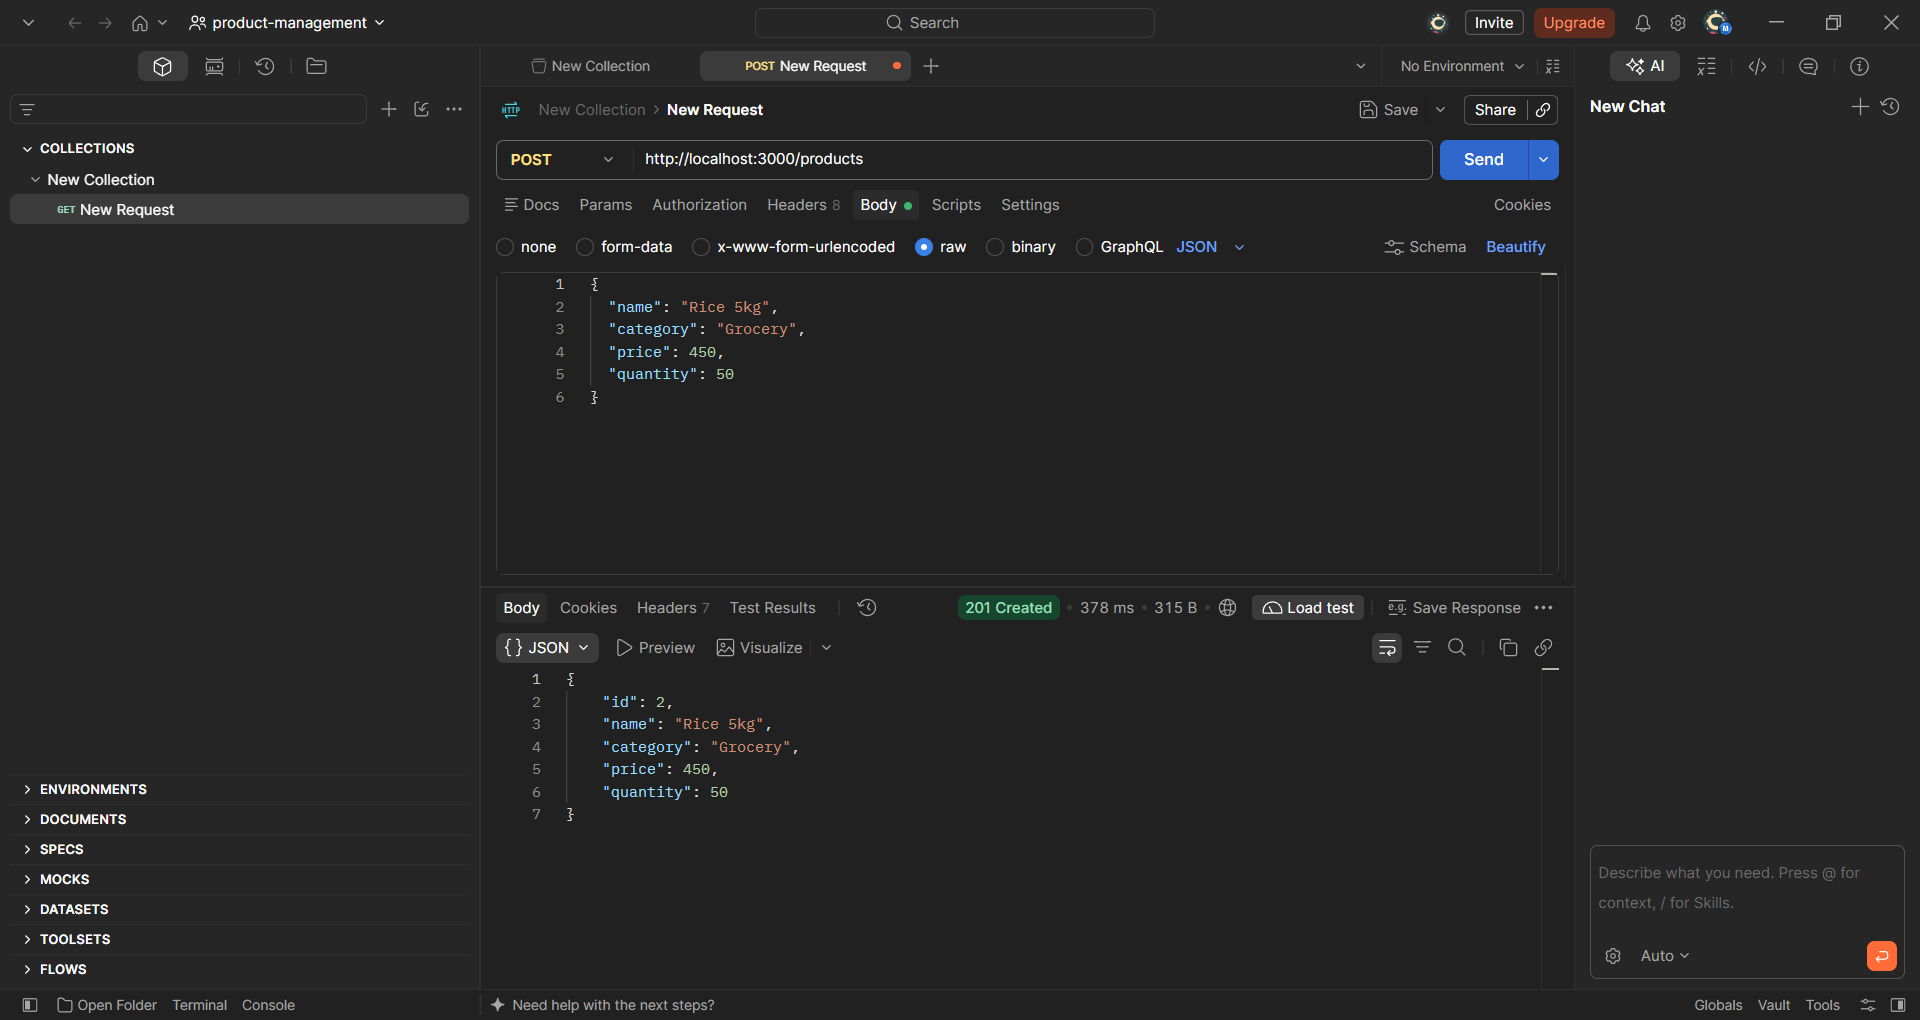 product-management
Search
Invite
Upgrade
M
New Collection
POST New Request
No Environment
AI
HTTP
New Collection > New Request
Save
Share
New Chat
COLLECTIONS
New Collection
GET New Request
POST
http://localhost:3000/products
Send
Docs
Params
Authorization
Headers 8
Body
Scripts
Settings
Cookies
none
form-data
x-www-form-urlencoded
raw
binary
GraphQL
JSON
Schema
Beautify
1 {
2 "name": "Rice 5kg",
3 "category": "Grocery",
4 "price": 450,
5 "quantity": 50
6 }
Body
Cookies
Headers 7
Test Results
201 Created
378 ms
315 B
Load test
e.g. Save Response
{} JSON
Preview
Visualize
1 {
2 "id": 2,
3 "name": "Rice 5kg",
4 "category": "Grocery",
5 "price": 450,
6 "quantity": 50
7 }
ENVIRONMENTS
DOCUMENTS
SPECS
MOCKS
DATASETS
TOOLSETS
FLOWS
Describe what you need. Press @ for
context, / for Skills.
Auto
Open Folder
Terminal
Console
Need help with the next steps?
Globals
Vault
Tools